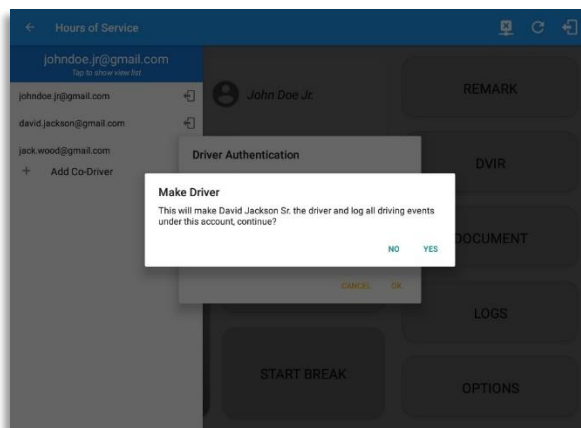 Hours of Service
johndoe.jr@gmail.com
Tap to show view list
johndoe.jr@gmail.com
david.jackson@gmail.com
jack.wood@gmail.com
+ Add Co-Driver
John Doe Jr.
REMARK
DVIR
DOCUMENT
LOGS
OPTIONS
START BREAK
Driver Authentication
Make Driver
This will make David Jackson Sr. the driver and log all driving events
under this account, continue?
NO YES
CANCEL OK